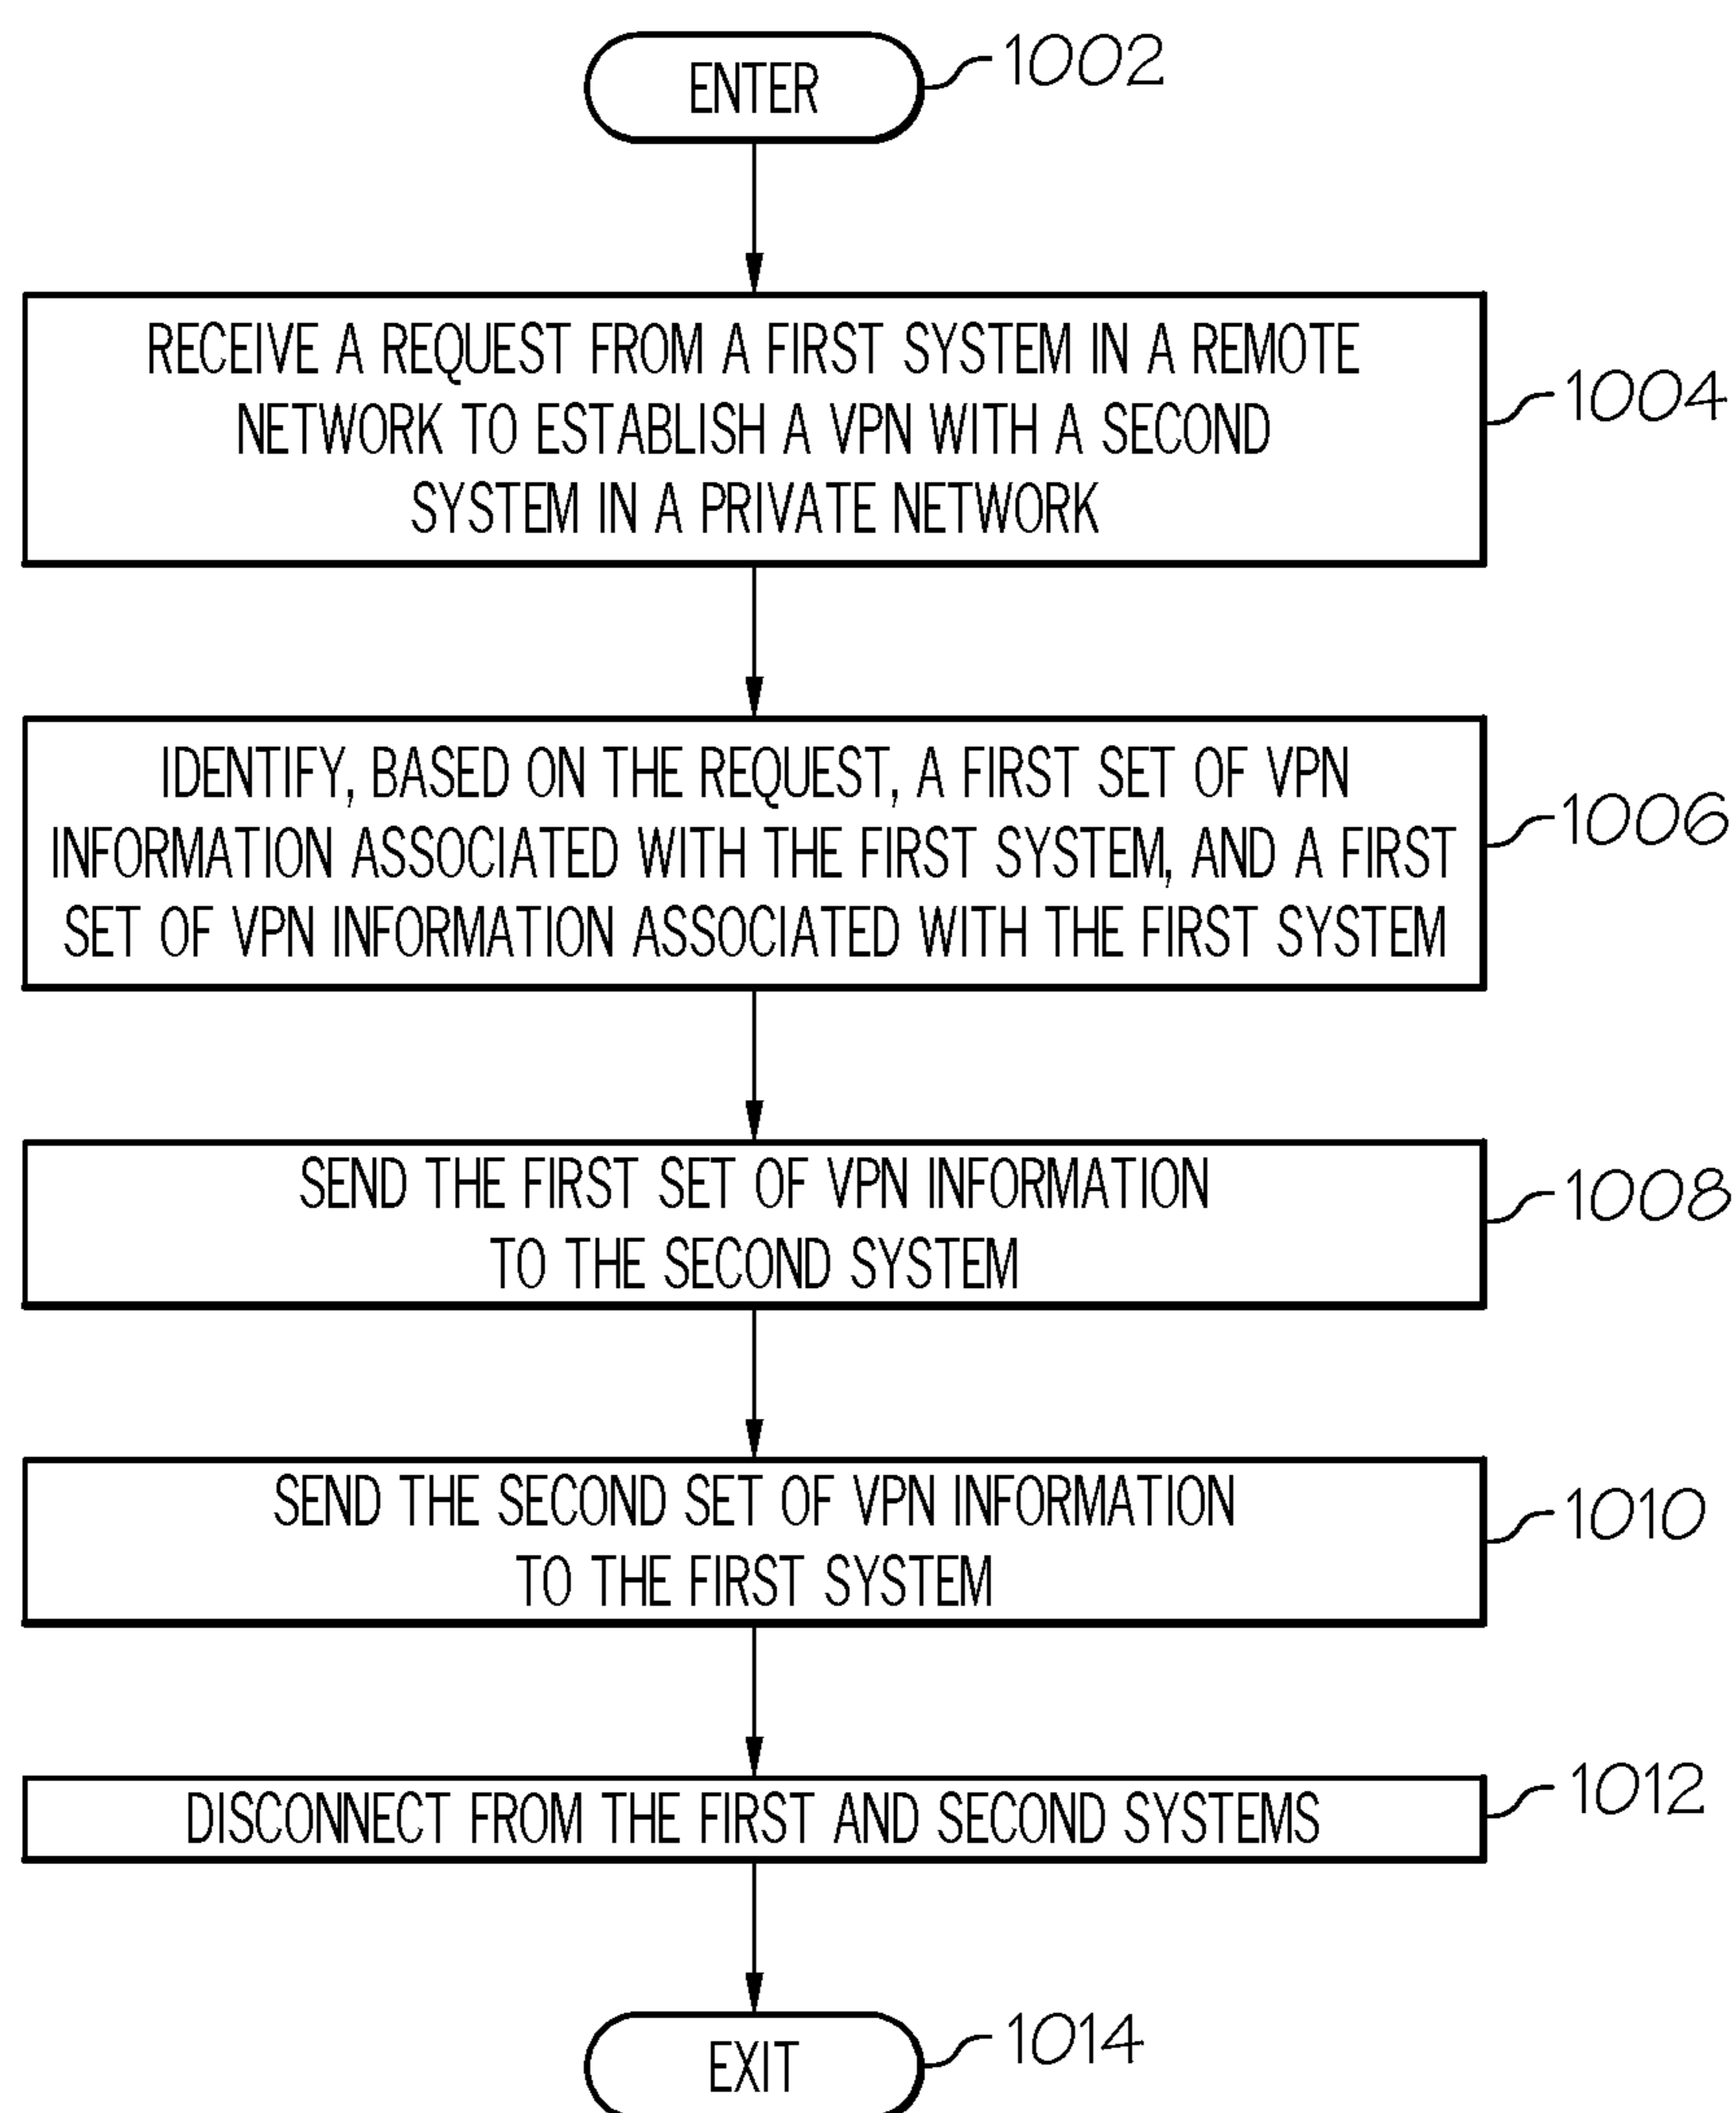 ENTER
1002
RECEIVE A REQUEST FROM A FIRST SYSTEM IN A REMOTE
NETWORK TO ESTABLISH A VPN WITH A SECOND
SYSTEM IN A PRIVATE NETWORK
1004
IDENTIFY, BASED ON THE REQUEST, A FIRST SET OF VPN
INFORMATION ASSOCIATED WITH THE FIRST SYSTEM, AND A FIRST
SET OF VPN INFORMATION ASSOCIATED WITH THE FIRST SYSTEM
1006
SEND THE FIRST SET OF VPN INFORMATION
TO THE SECOND SYSTEM
1008
SEND THE SECOND SET OF VPN INFORMATION
TO THE FIRST SYSTEM
1010
DISCONNECT FROM THE FIRST AND SECOND SYSTEMS
1012
EXIT
1014